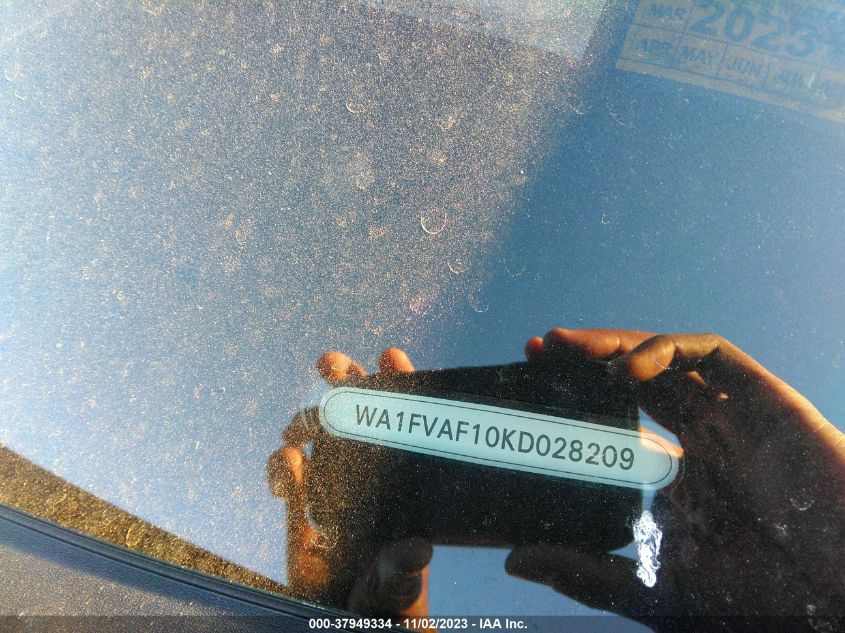 MAR 2023
APR MAY JUN JUL
WA1FVAF10KD028209
000-37949334 - 11/02/2023 - IAA Inc.